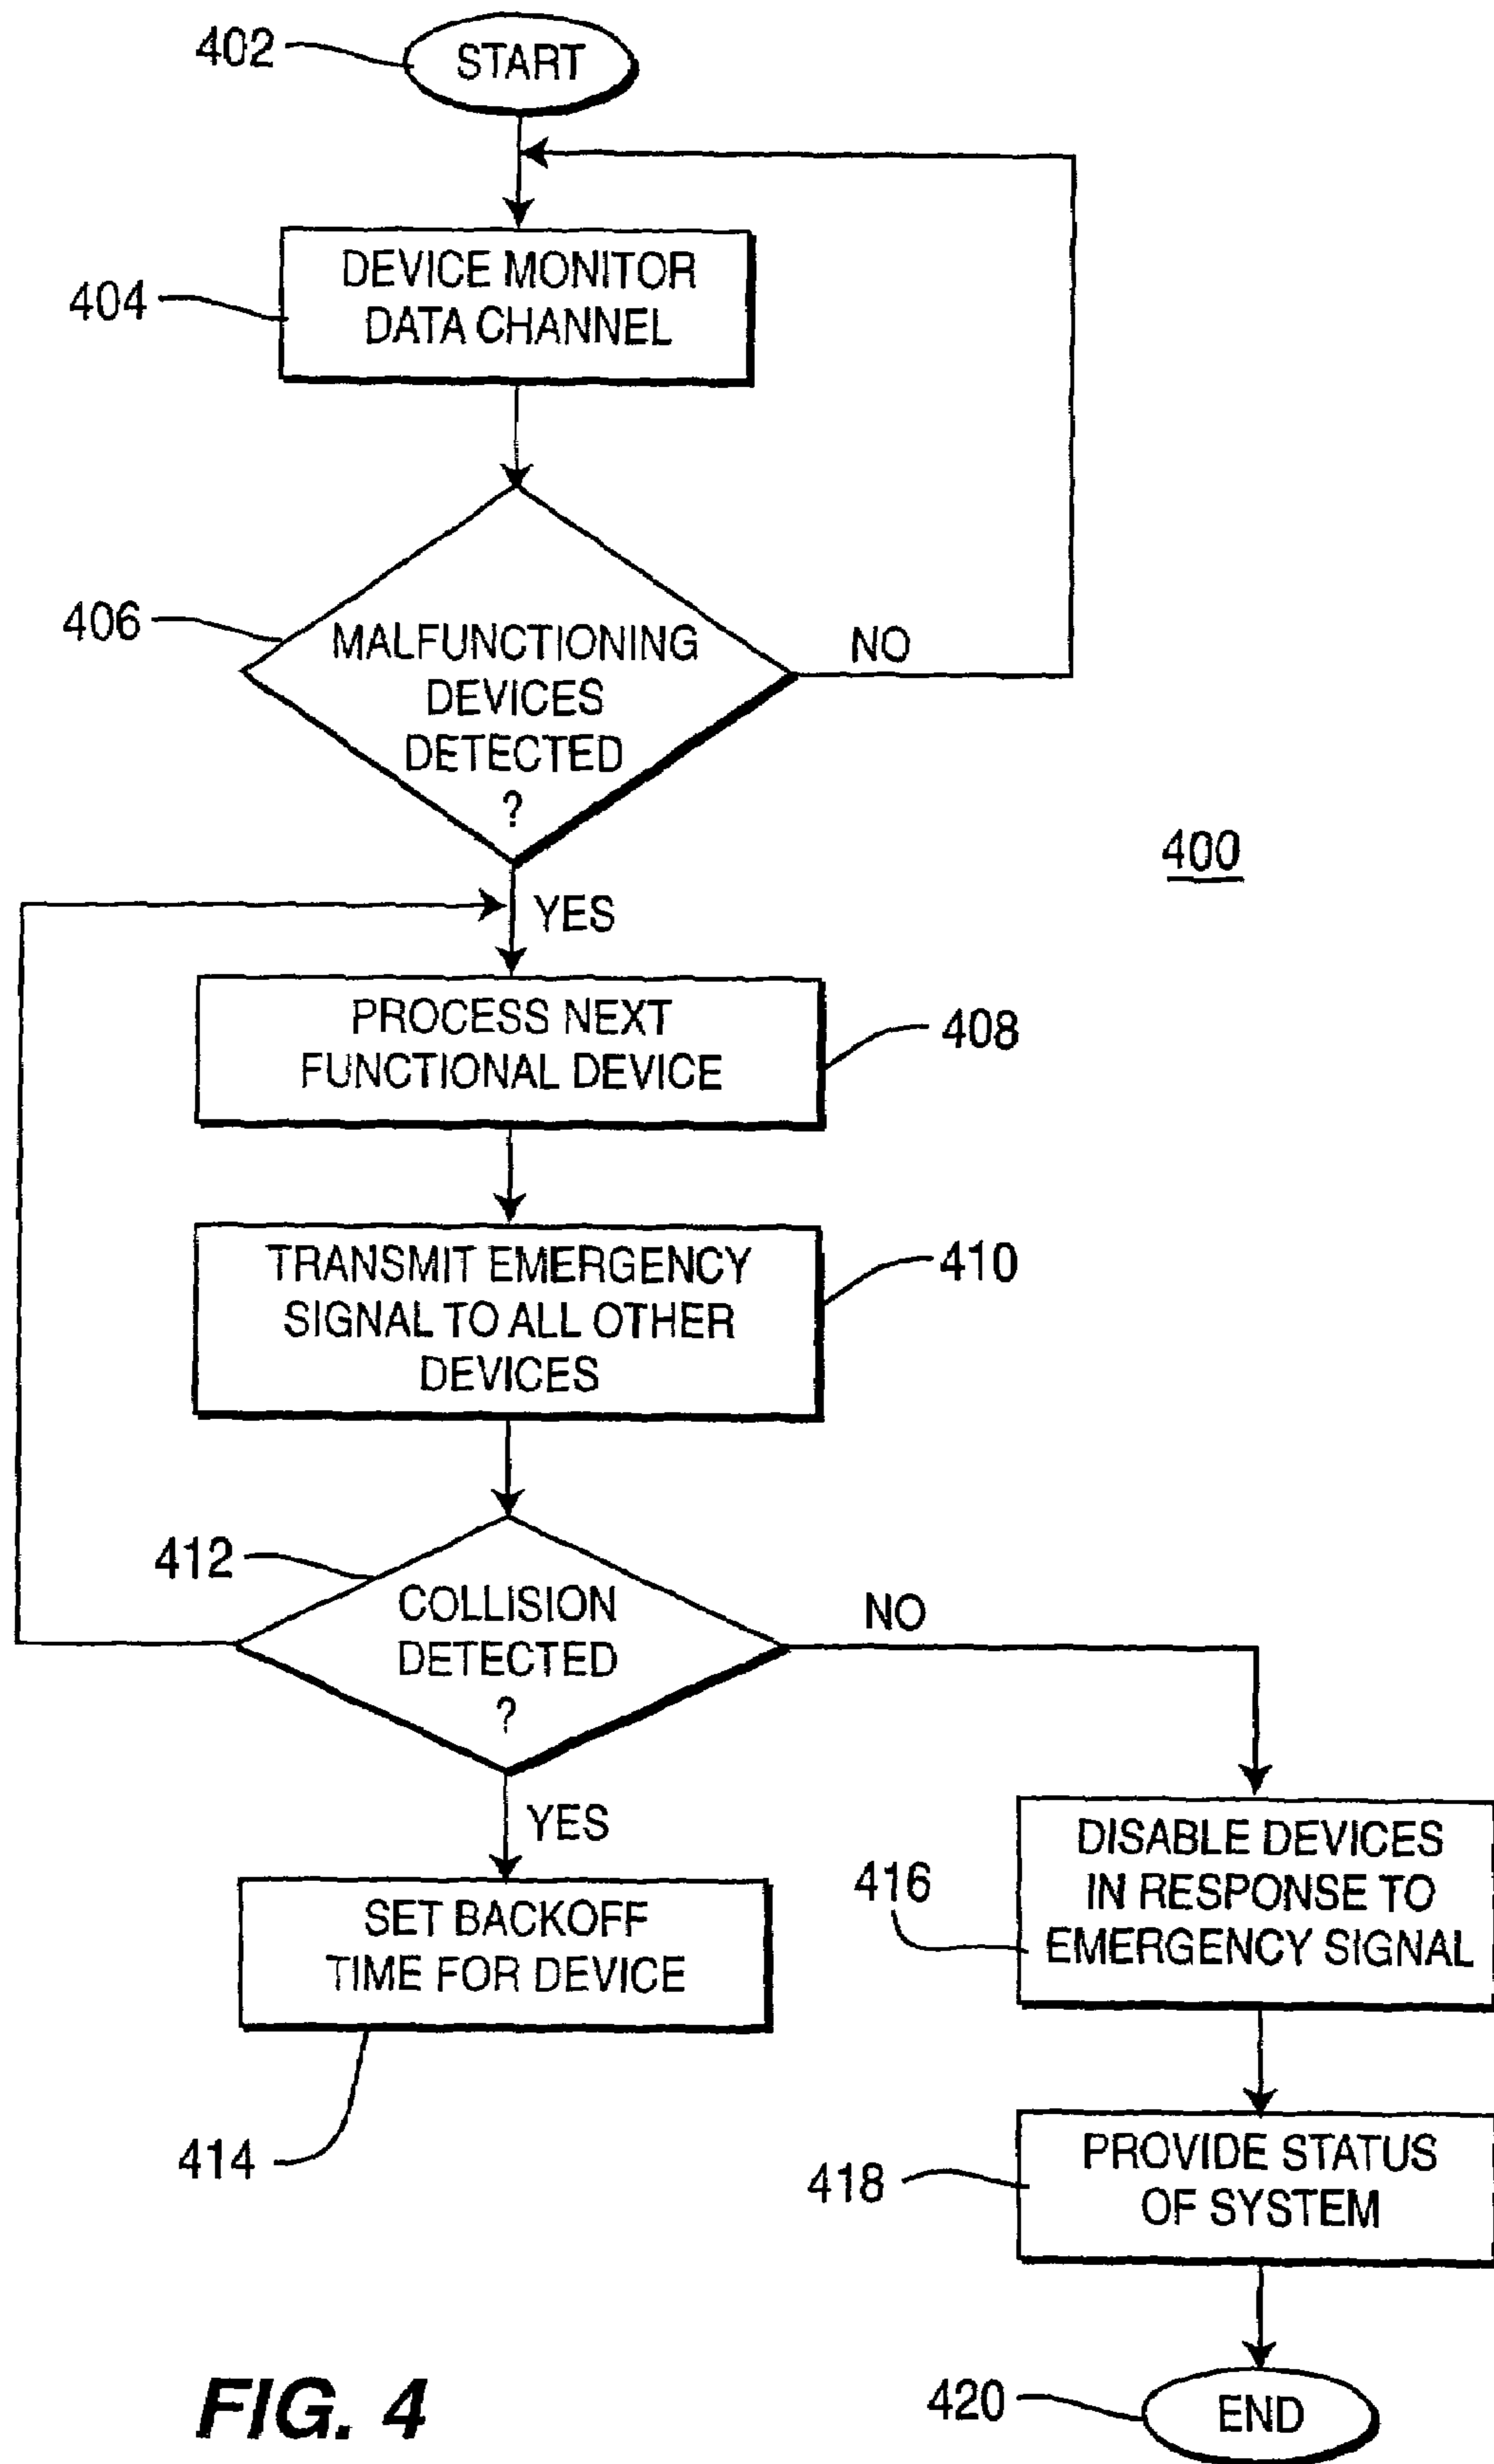 402
START
DEVICE MONITOR
DATA CHANNEL
404
406
MALFUNCTIONING
DEVICES
DETECTED
?
NO
400
YES
PROCESS NEXT
FUNCTIONAL DEVICE
408
TRANSMIT EMERGENCY
SIGNAL TO ALL OTHER
DEVICES
410
412
COLLISION
DETECTED
?
NO
YES
SET BACKOFF
TIME FOR DEVICE
414
DISABLE DEVICES
IN RESPONSE TO
EMERGENCY SIGNAL
416
PROVIDE STATUS
OF SYSTEM
418
420
END
FIG. 4